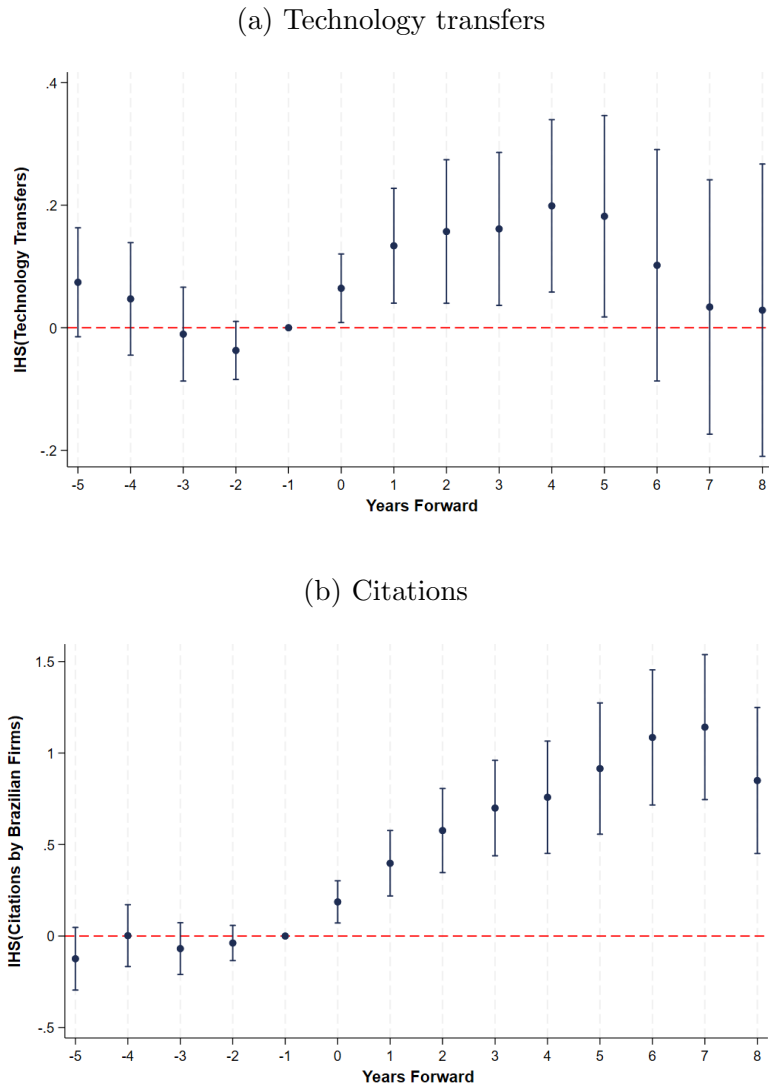 (a) Technology transfers
IHS(Technology Transfers)
.4
.2
0
-.2
-5 -4 -3 -2 -1 0 1 2 3 4 5 6 7 8
Years Forward
(b) Citations
IHS(Citations by Brazilian Firms)
1.5
1
.5
0
-.5
-5 -4 -3 -2 -1 0 1 2 3 4 5 6 7 8
Years Forward